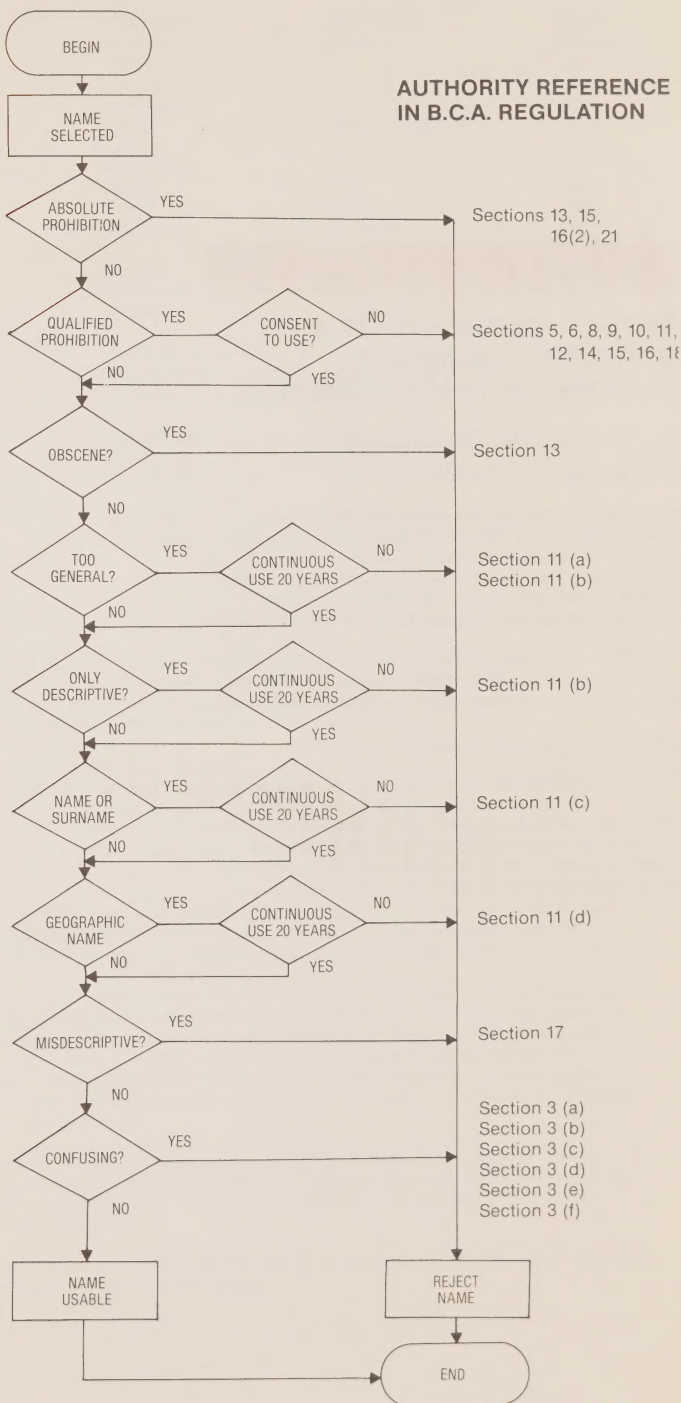 BEGIN
AUTHORITY REFERENCE
IN B.C.A. REGULATION
NAME
SELECTED
ABSOLUTE
PROHIBITION
YES
Sections 13, 15,
16(2), 21
NO
QUALIFIED
PROHIBITION
YES
CONSENT
TO USE?
NO
Sections 5, 6, 8, 9, 10, 11,
12, 14, 15, 16,
NO
YES
OBSCENE?
YES
Section 13
NO
TOO
GENERAL?
YES
CONTINUOUS
USE 20 YEARS
NO
Section 11 (a)
Section 11 (b)
NO
YES
ONLY
DESCRIPTIVE?
YES
CONTINUOUS
USE 20 YEARS
NO
Section 11 (b)
NO
YES
NAME OR
SURNAME
YES
CONTINUOUS
USE 20 YEARS
NO
Section 11 (c)
NO
YES
GEOGRAPHIC
NAME
YES
CONTINUOUS
USE 20 YEARS
NO
Section 11 (d)
NO
YES
MISDESCRIPTIVE?
YES
Section 17
NO
CONFUSING?
YES
Section 3 (a)
Section 3 (b)
Section 3 (c)
Section 3 (d)
Section 3 (e)
Section 3 (f)
NO
NAME
USABLE
REJECT
NAME
END